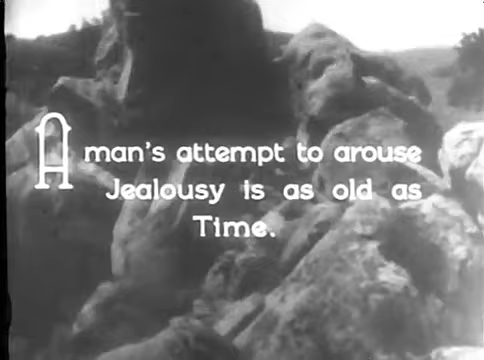 A man's attempt to arouse
Jealousy is as old as
Time.